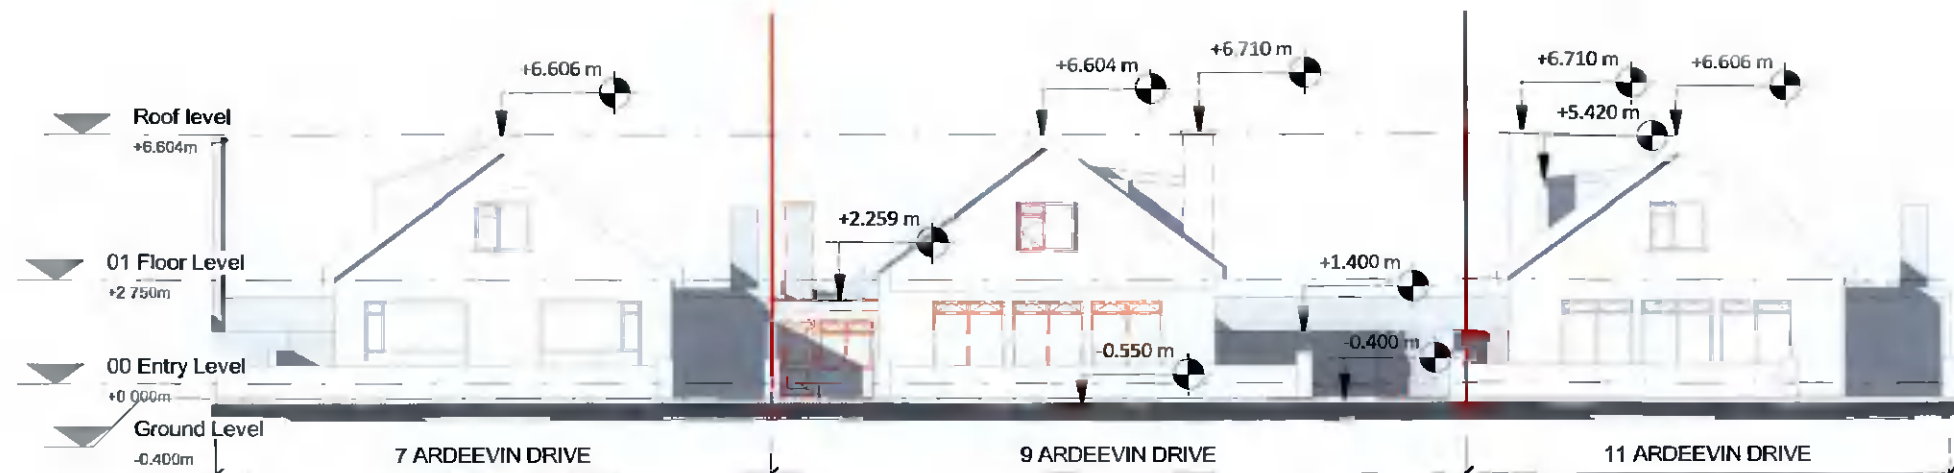 +6.710 m
+6.606 m
+6.604 m
+6.710 m
+6.606 m
Roof level
+6.604m
+5.420 m
+2.259 m
01 Floor Level
+2 750m
+1.400 m
-0.550 m
-0.400 m
00 Entry Level
+0 000m
Ground Level
-0.400m
7 ARDEEVIN DRIVE
9 ARDEEVIN DRIVE
11 ARDEEVIN DRIVE